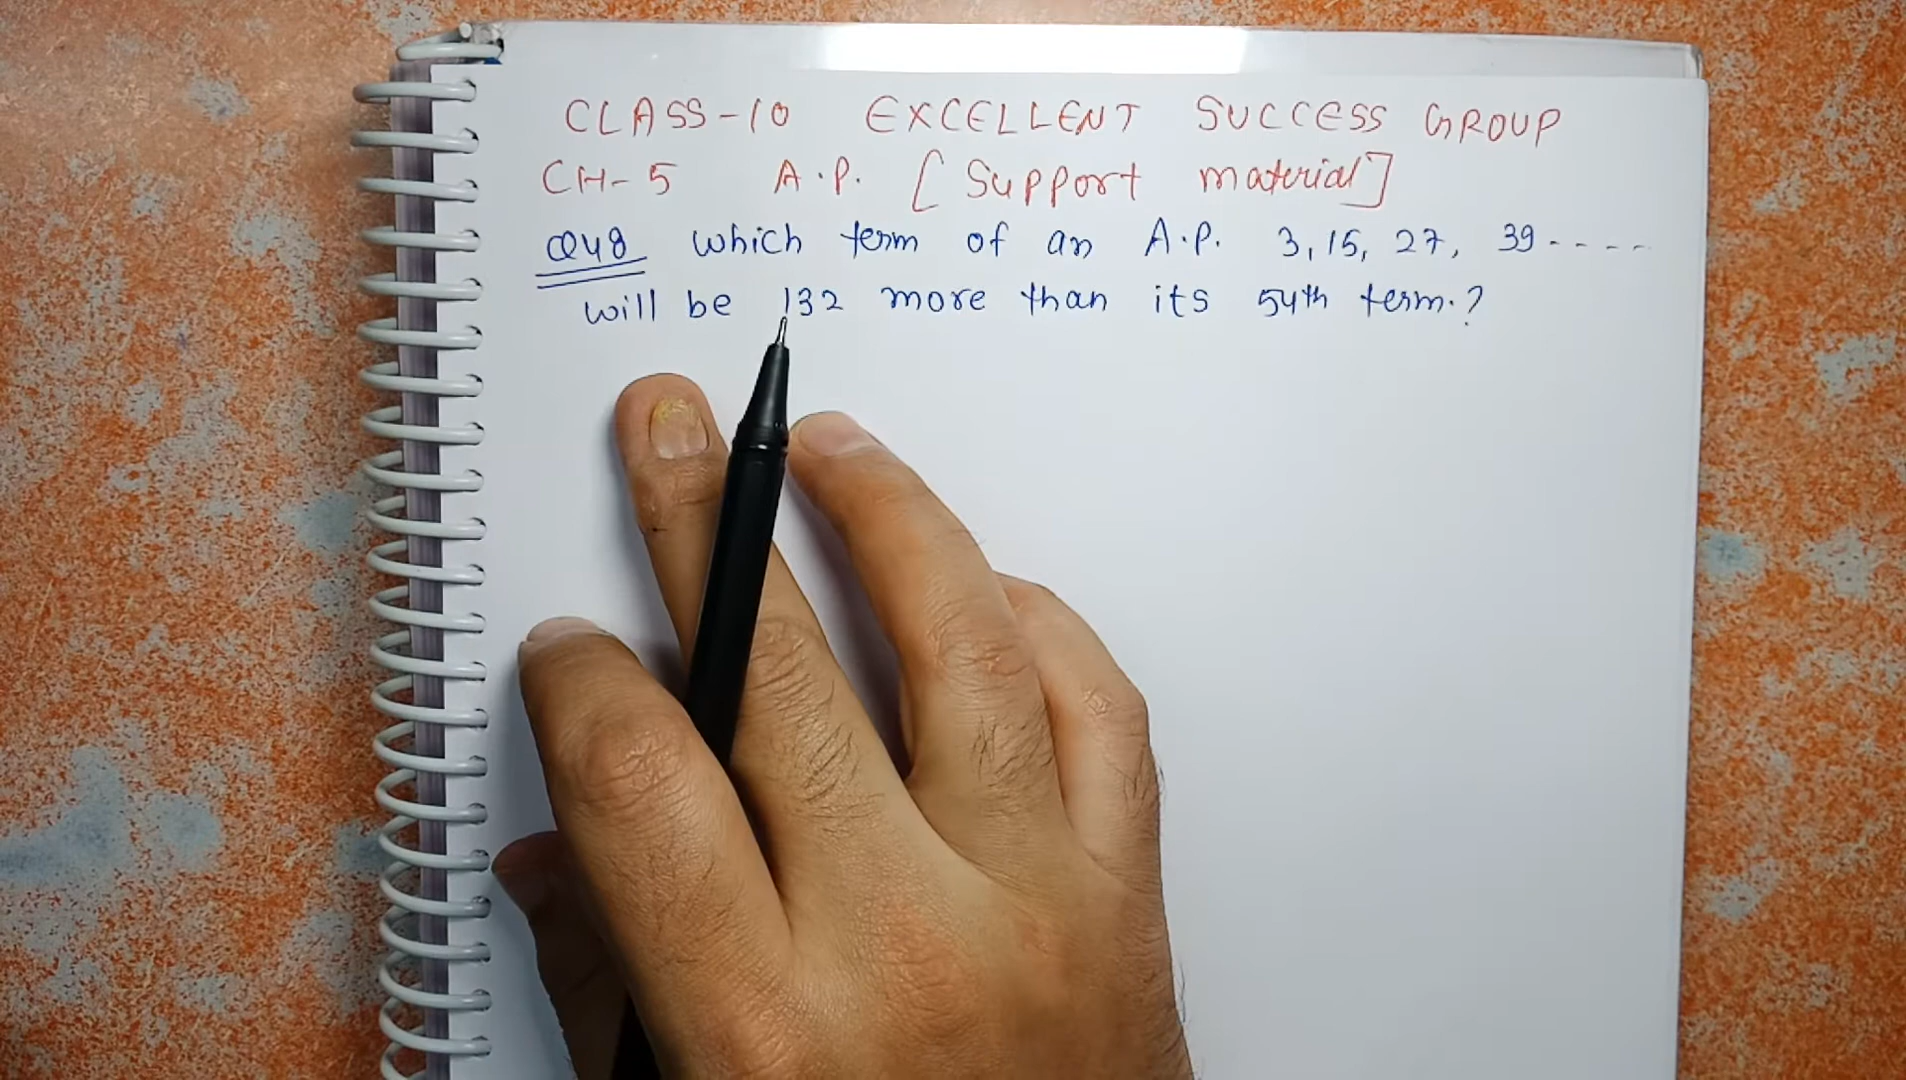 CLASS-10 EXCELLENT SUCCESS GROUP
CH-5 A.P. [Support material]
Q48 Which term of an A.P. 3, 15, 27, 39-----
will be 132 more than its 54th term.?